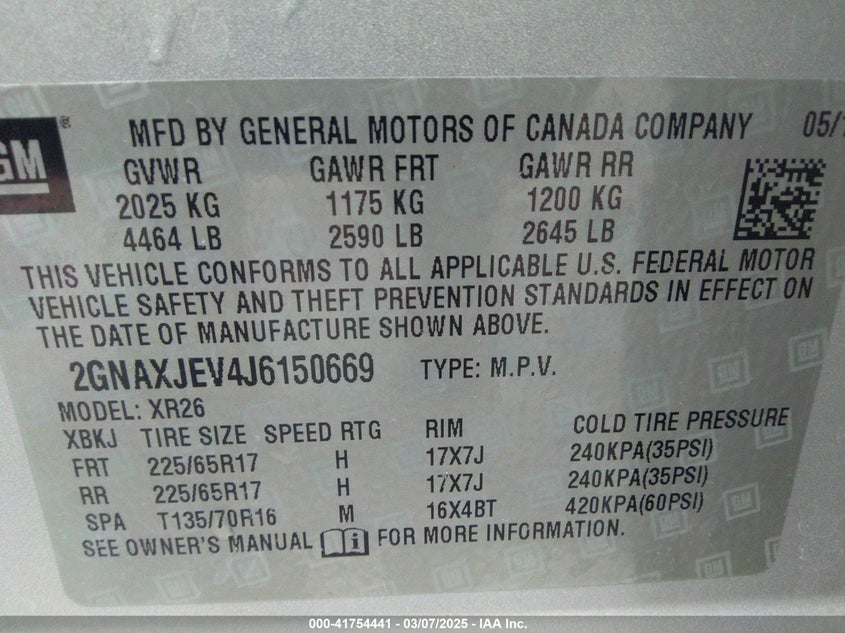 GM ®
MFD BY GENERAL MOTORS OF CANADA COMPANY 05/1
GVWR GAWR FRT GAWR RR
2025 KG 1175 KG 1200 KG
4464 LB 2590 LB 2645 LB
THIS VEHICLE CONFORMS TO ALL APPLICABLE U.S. FEDERAL MOTOR
VEHICLE SAFETY AND THEFT PREVENTION STANDARDS IN EFFECT ON
THE DATE OF MANUFACTURE SHOWN ABOVE.
2GNAXJEV4J6150669 TYPE: M.P.V.
MODEL: XR26
XBKJ TIRE SIZE SPEED RTG RIM COLD TIRE PRESSURE
FRT 225/65R17 H 17X7J 240KPA(35PSI)
RR 225/65R17 H 17X7J 240KPA(35PSI)
SPA T135/70R16 M 16X4BT 420KPA(60PSI)
SEE OWNER'S MANUAL i FOR MORE INFORMATION.
000-41754441 - 03/07/2025 - IAA Inc.